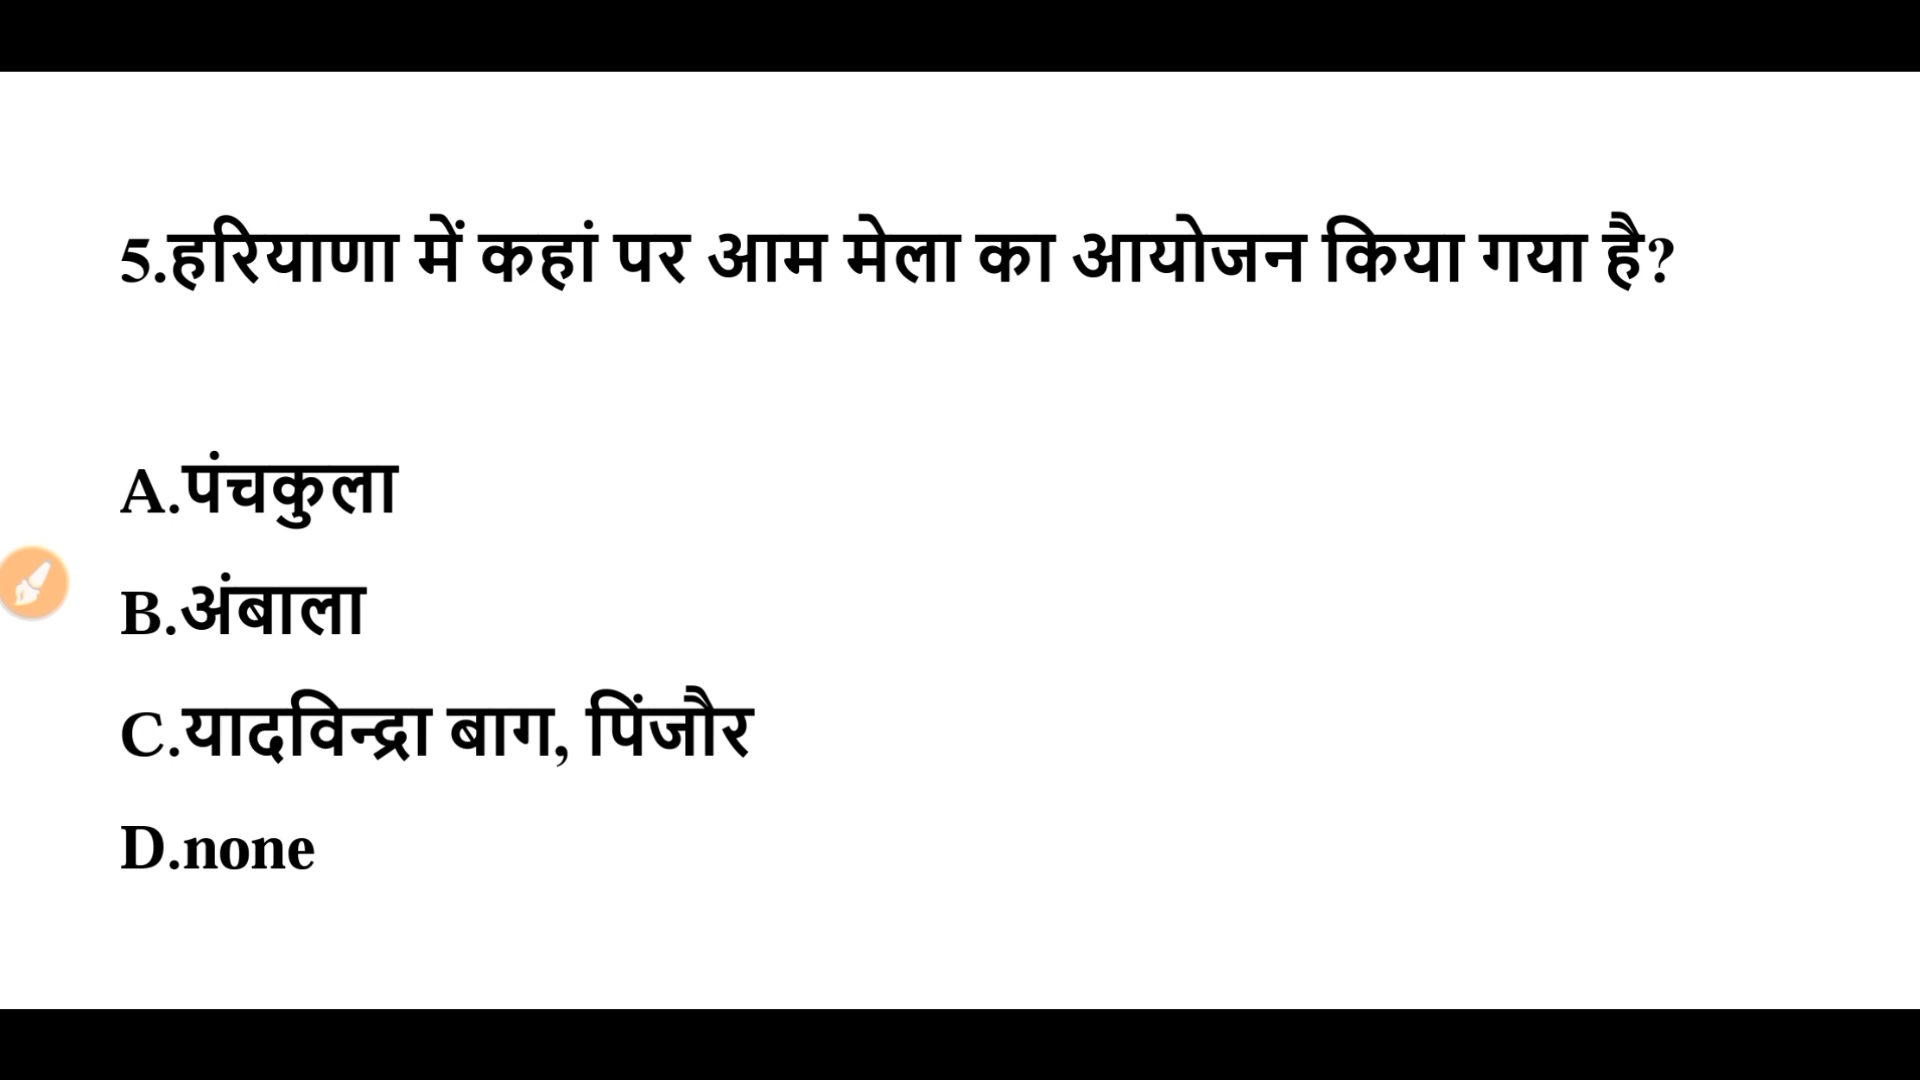 5.हरियाणा में कहां पर आम मेला का आयोजन किया गया है?
A.पंचकुला
B.अंबाला
C.यादविन्द्रा बाग, पिंजौर
D.none